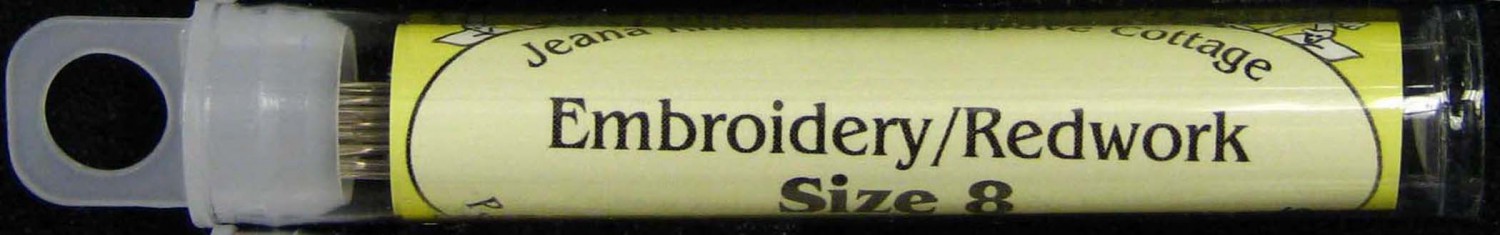 Jeana Cottage
Embroidery/Redwork
Size 8